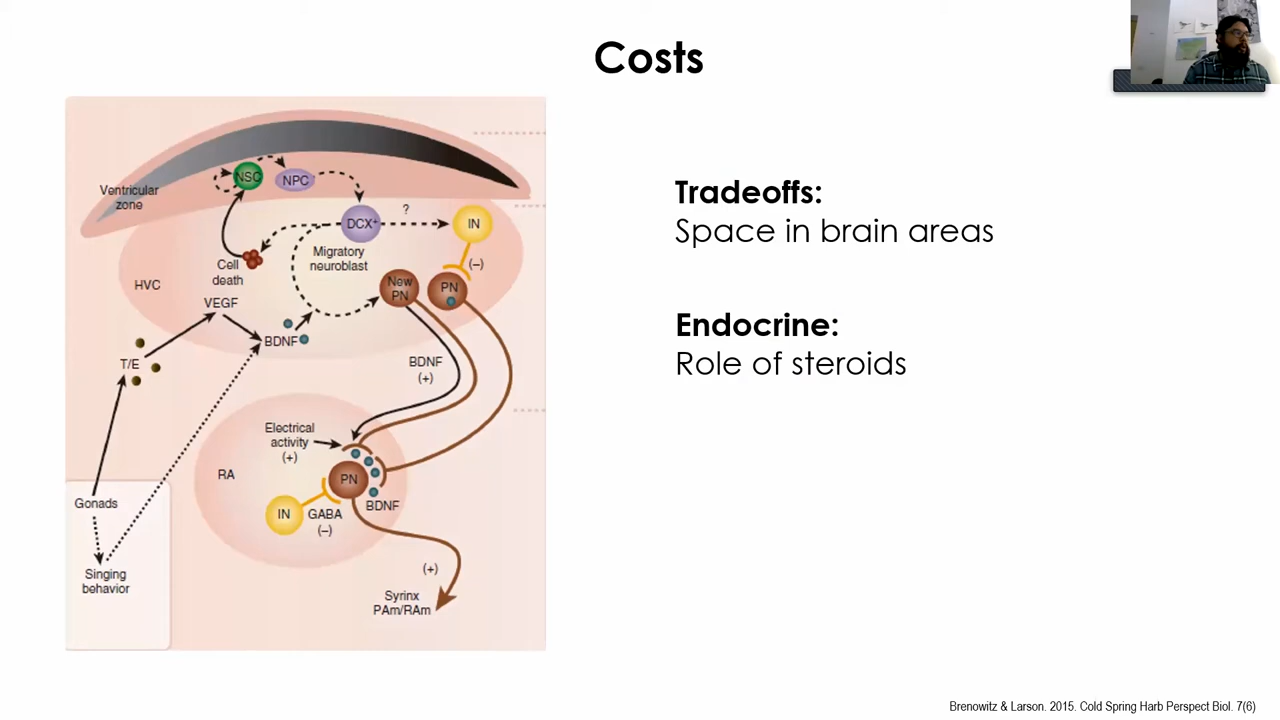 Costs
NSC
NPC
Ventricular
zone
DCX+
?
IN
Migratory
neuroblast
(–)
Cell
death
HVC
New
PN
PN
VEGF
BDNF
T/E
BDNF
(+)
Electrical
activity
(+)
RA
PN
IN
GABA
(–)
BDNF
Gonads
Singing
behavior
(+)
Syrinx
PAm/RAm
Tradeoffs:
Space in brain areas
Endocrine:
Role of steroids
Brenowitz & Larson. 2015. Cold Spring Harb Perspect Biol. 7(6)